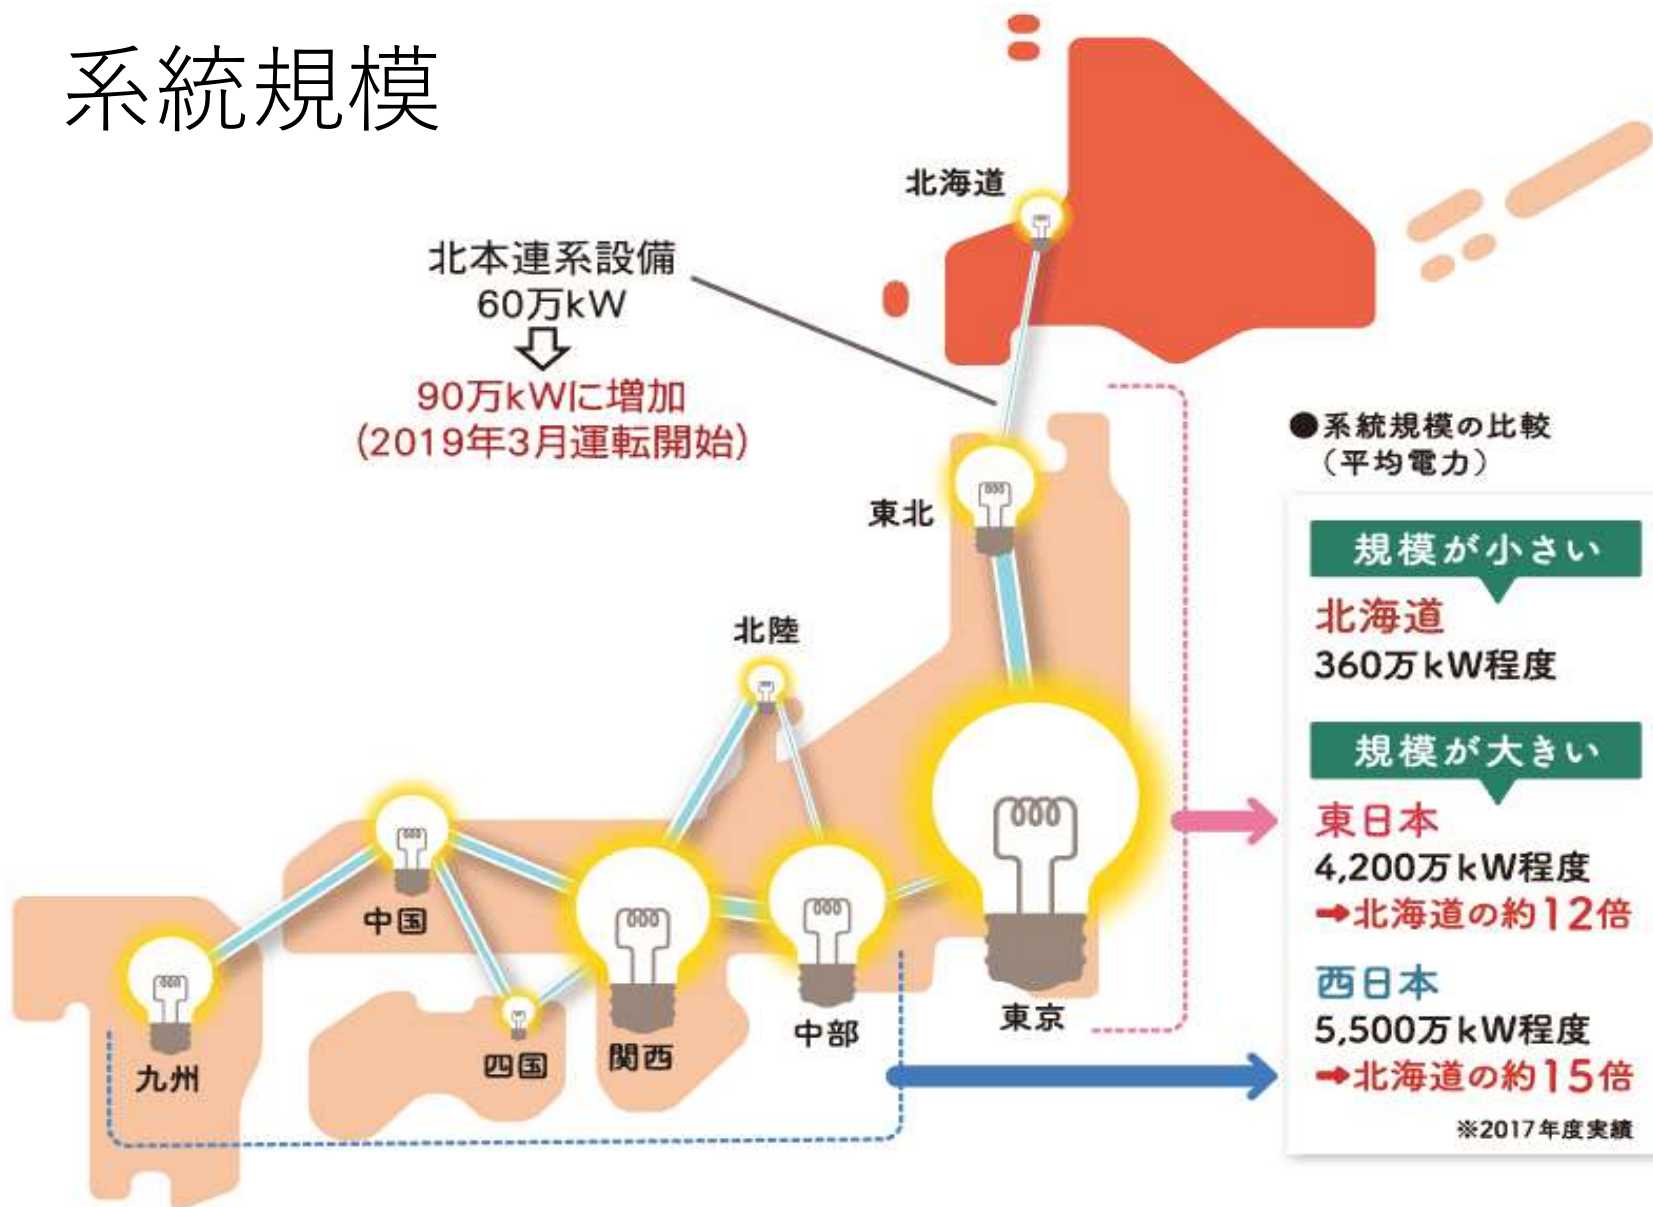 系統規模
北海道
北本連系設備
60万kW
90万kWに増加
(2019年3月運転開始)
●系統規模の比較
（平均電力）
東北
規模が小さい
北海道
360万kW程度
北陸
規模が大きい
東日本
4,200万kW程度
➡北海道の約12倍
中国
西日本
5,500万kW程度
➡北海道の約15倍
東京
中部
関西
四国
九州
※2017年度実績